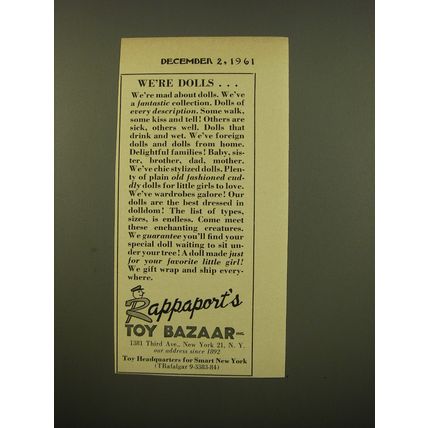 DECEMBER 2, 1961
WE'RE DOLLS . . .
We're mad about dolls. We've
a fantastic collection. Dolls of
every description. Some walk,
some kiss and tell! Others are
sick, others well. Dolls that
drink and wet. We've foreign
dolls and dolls from home.
Delightful families! Baby, sis-
ter, brother, dad, mother.
We've chic stylized dolls. Plen-
ty of plain old fashioned cud-
dly dolls for little girls to love.
We've wardrobes galore! Our
dolls are the best dressed in
dolldom! The list of types,
sizes, is endless. Come meet
these enchanting creatures.
We guarantee you'll find your
special doll waiting to sit un-
der your tree! A doll made just
for your favorite little girl!
We gift wrap and ship every-
where.
Rappaport's
TOY BAZAAR INC.
1381 Third Ave., New York 21, N. Y.
our address since 1892
Toy Headquarters for Smart New York
(TRafalgar 9-3383-84)